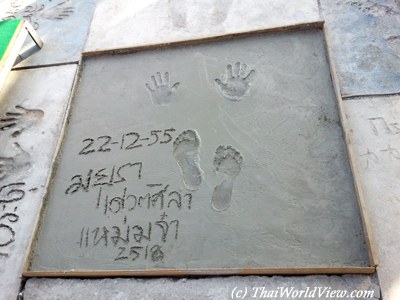 22-12-55
มยุรา
เศวตศิลา
แหม่มจ๋า
2518
(c) ThaiWorldView.com